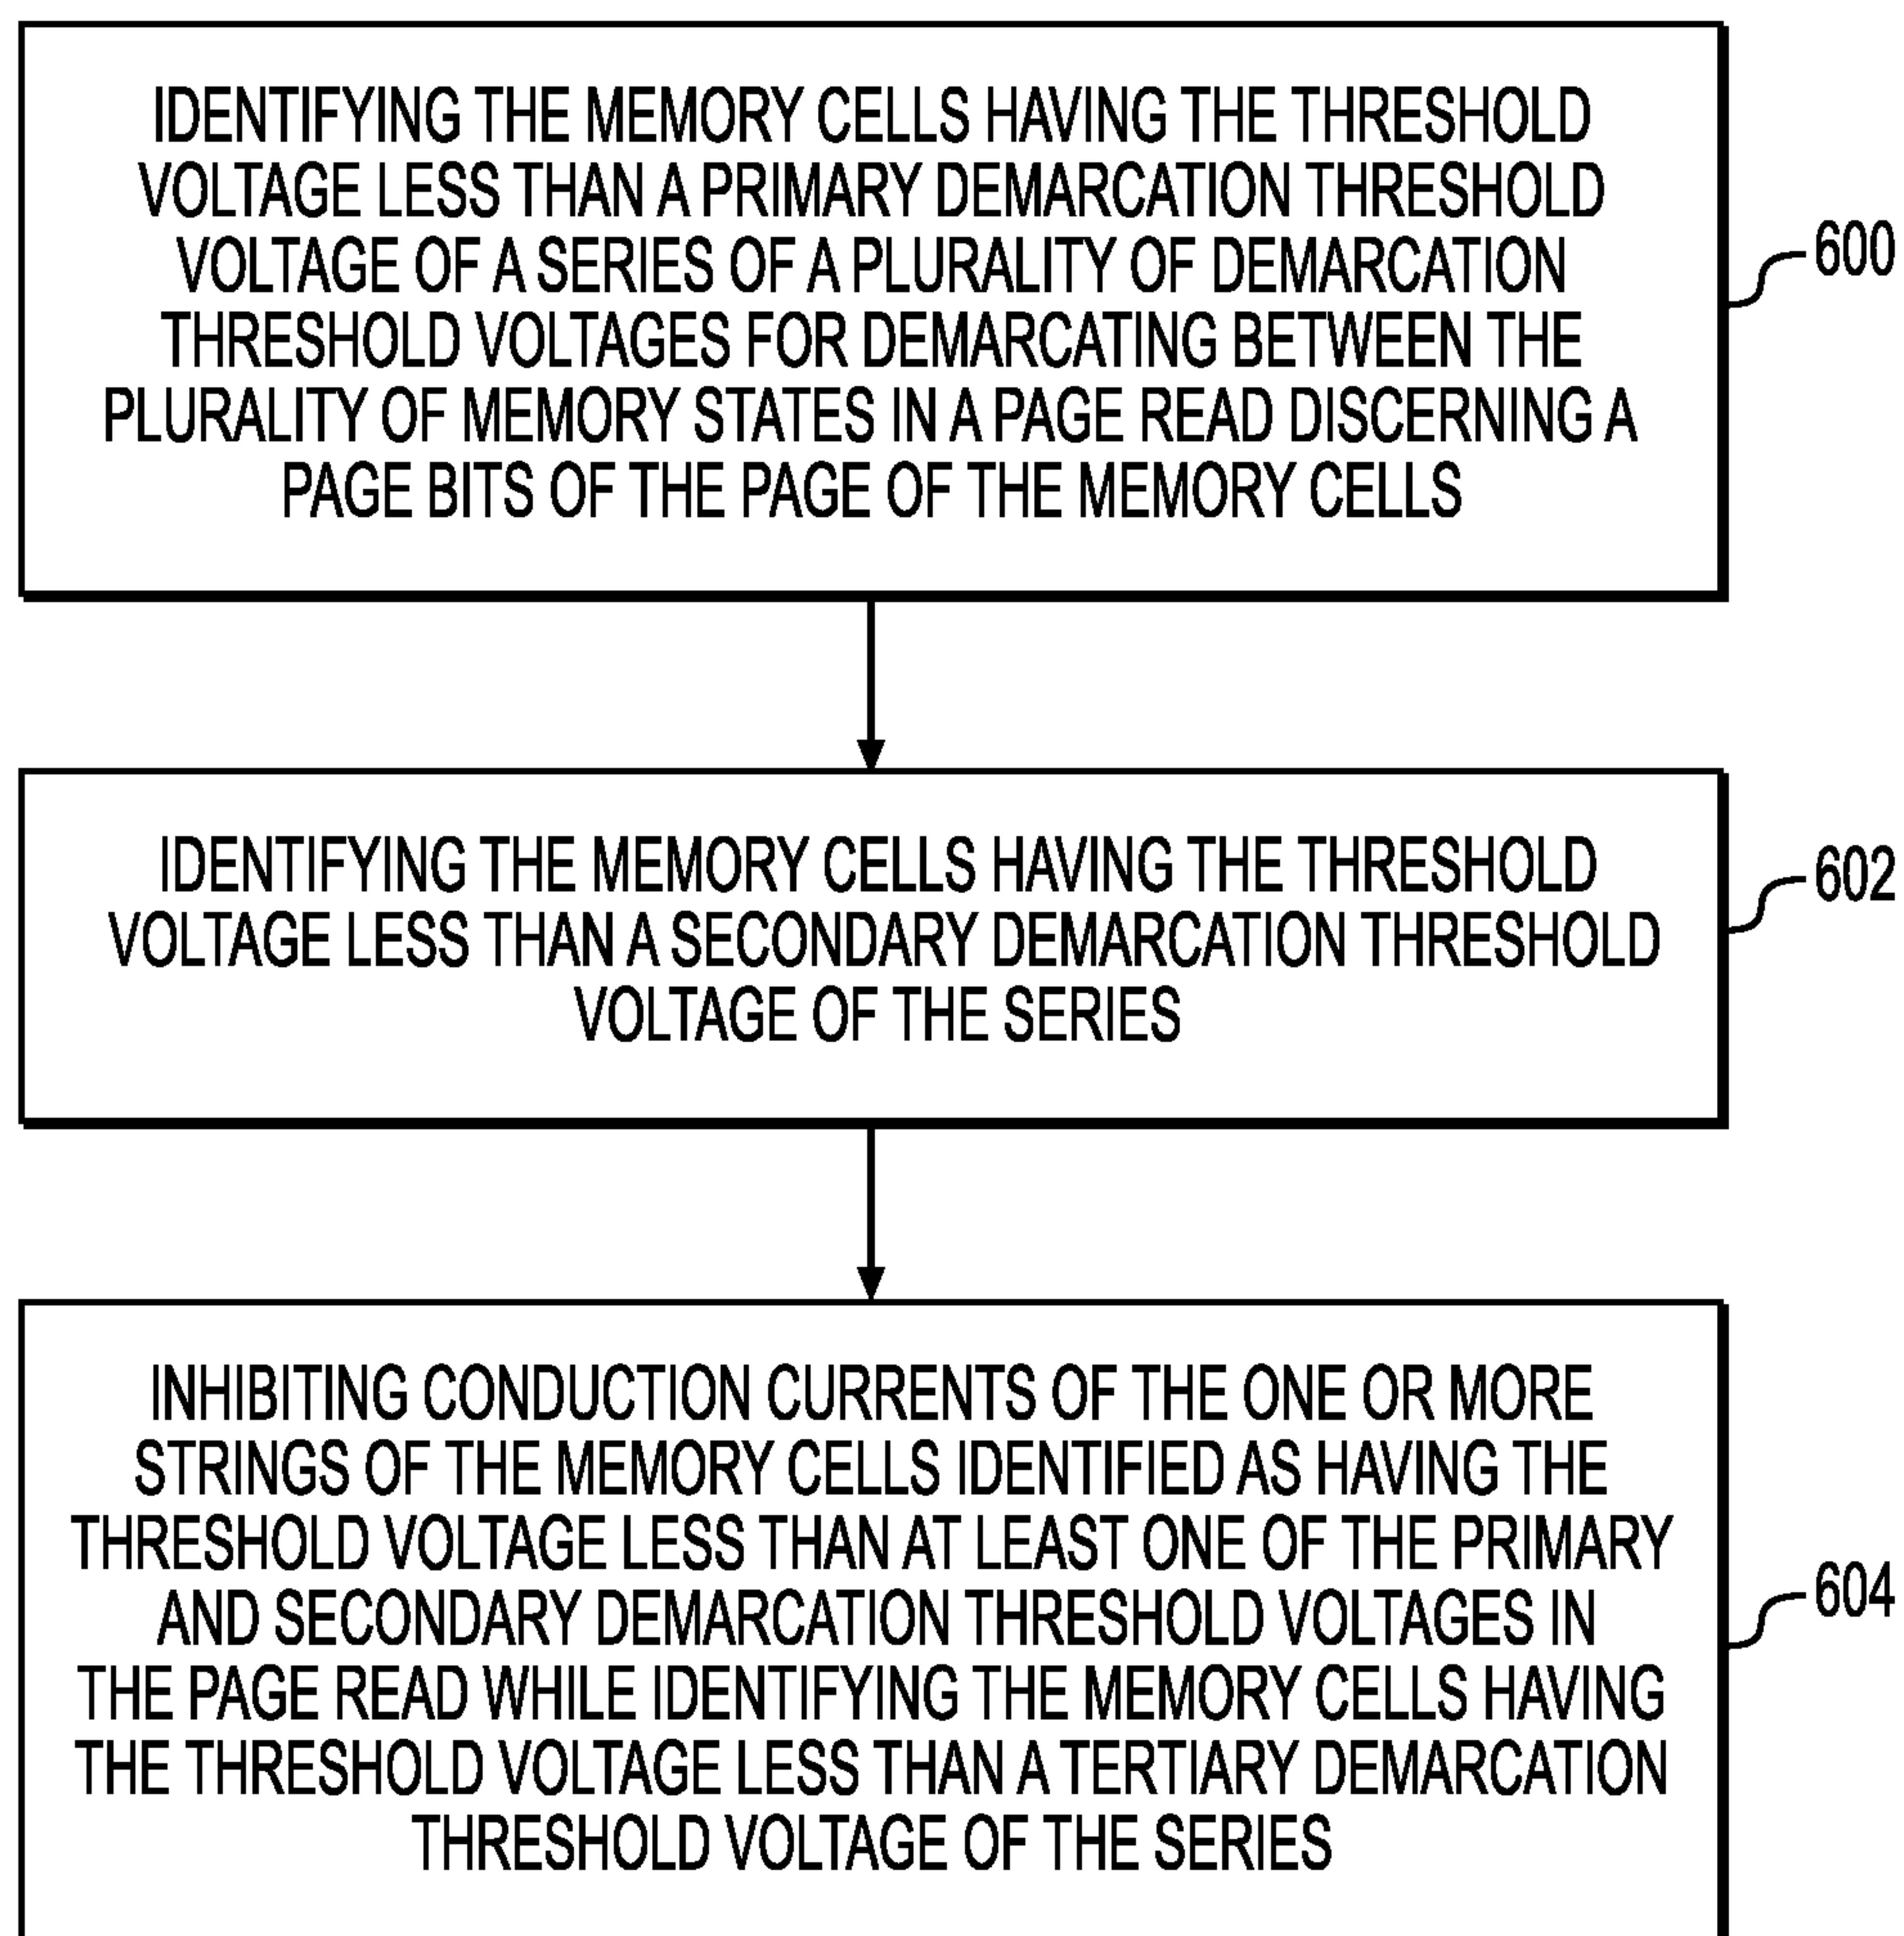 IDENTIFYING THE MEMORY CELLS HAVING THE THRESHOLD
VOLTAGE LESS THAN A PRIMARY DEMARCATION THRESHOLD
VOLTAGE OF A SERIES OF A PLURALITY OF DEMARCATION
THRESHOLD VOLTAGES FOR DEMARCATING BETWEEN THE
PLURALITY OF MEMORY STATES IN A PAGE READ DISCERNING A
PAGE BITS OF THE PAGE OF THE MEMORY CELLS
600
IDENTIFYING THE MEMORY CELLS HAVING THE THRESHOLD
VOLTAGE LESS THAN A SECONDARY DEMARCATION THRESHOLD
VOLTAGE OF THE SERIES
602
INHIBITING CONDUCTION CURRENTS OF THE ONE OR MORE
STRINGS OF THE MEMORY CELLS IDENTIFIED AS HAVING THE
THRESHOLD VOLTAGE LESS THAN AT LEAST ONE OF THE PRIMARY
AND SECONDARY DEMARCATION THRESHOLD VOLTAGES IN
THE PAGE READ WHILE IDENTIFYING THE MEMORY CELLS HAVING
THE THRESHOLD VOLTAGE LESS THAN A TERTIARY DEMARCATION
THRESHOLD VOLTAGE OF THE SERIES
604